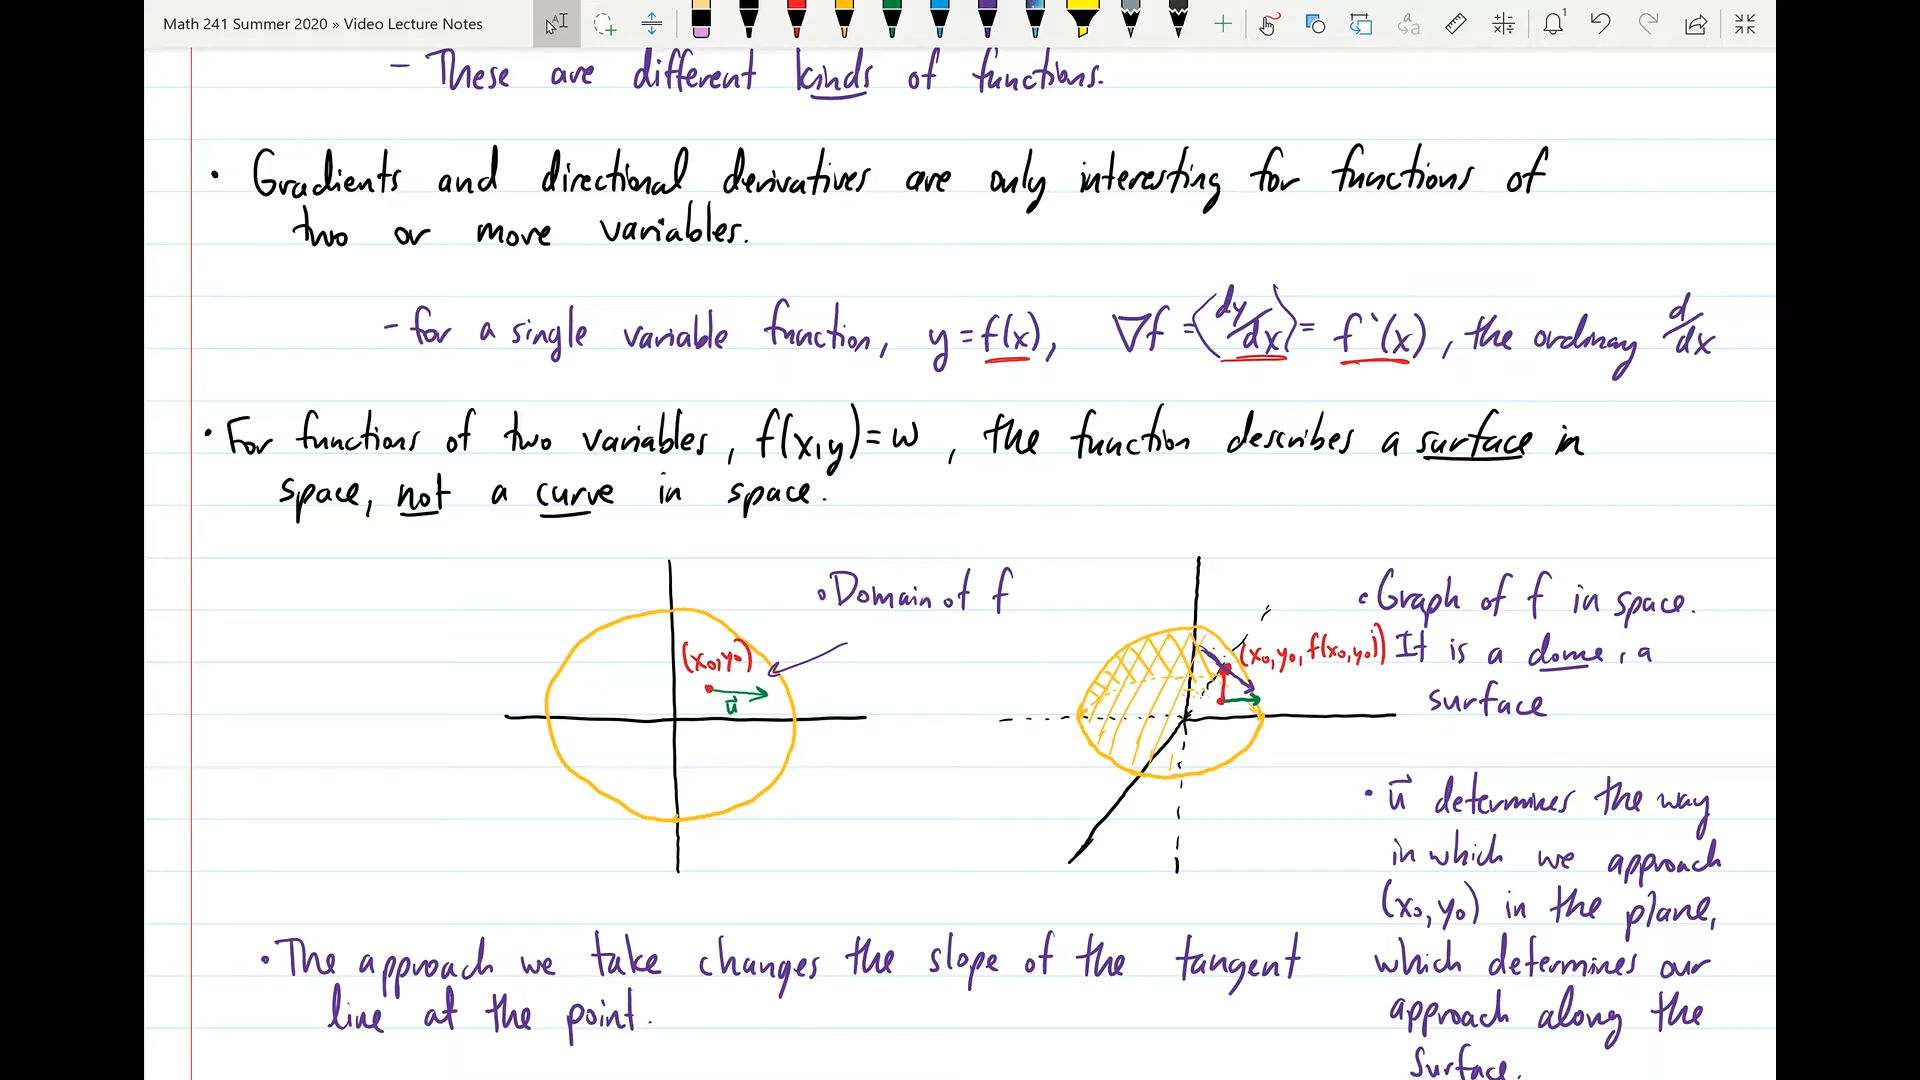 Math 241 Summer 2020 » Video Lecture Notes
- These are different kinds of functions.
• Gradients and directional derivatives are only interesting for functions of
two or more variables.
- for a single variable function, y = f(x), ∇f = ⟨dy/dx⟩ = f'(x), the ordinary d/dx
• For functions of two variables, f(x,y) = w, the function describes a surface in
space, not a curve in space.
• Domain of f
(x₀,y₀)
u⃗
• Graph of f in space.
(x₀,y₀,f(x₀,y₀))
It is a dome, a
surface
• u⃗ determines the way
in which we approach
(x₀,y₀) in the plane,
which determines our
approach along the
surface.
• The approach we take changes the slope of the tangent
line at the point.